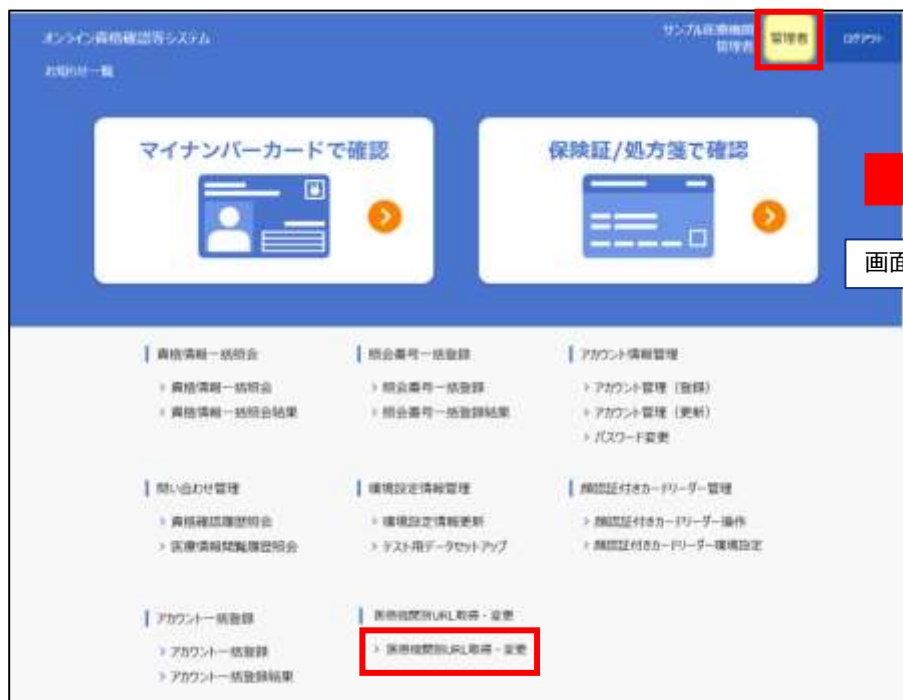 オンライン資格確認等システム
サンプル医療機関
管理者
管理者
ログアウト
お知らせ一覧
マイナンバーカードで確認
保険証/処方箋で確認
画面
資格情報一括照会
照会番号一括登録
アカウント情報管理
› 資格情報一括照会
› 照会番号一括登録
› アカウント管理（登録）
› 資格情報一括照会結果
› 照会番号一括登録結果
› アカウント管理（更新）
› パスワード変更
問い合わせ管理
環境設定情報管理
顔認証付きカードリーダー管理
› 資格確認履歴照会
› 環境設定情報更新
› 顔認証付きカードリーダー操作
› 医療情報閲覧履歴照会
› テスト用データセットアップ
› 顔認証付きカードリーダー環境設定
アカウント一括登録
医療機関別URL取得・変更
› アカウント一括登録
› 医療機関別URL取得・変更
› アカウント一括登録結果